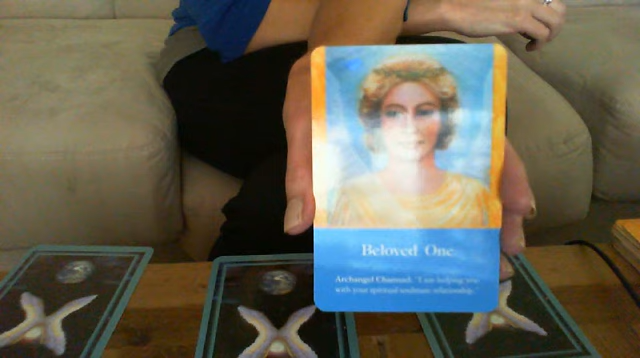 Beloved One
Archangel Chamuel: "I am helping you
with your spiritual soulmate relationship."